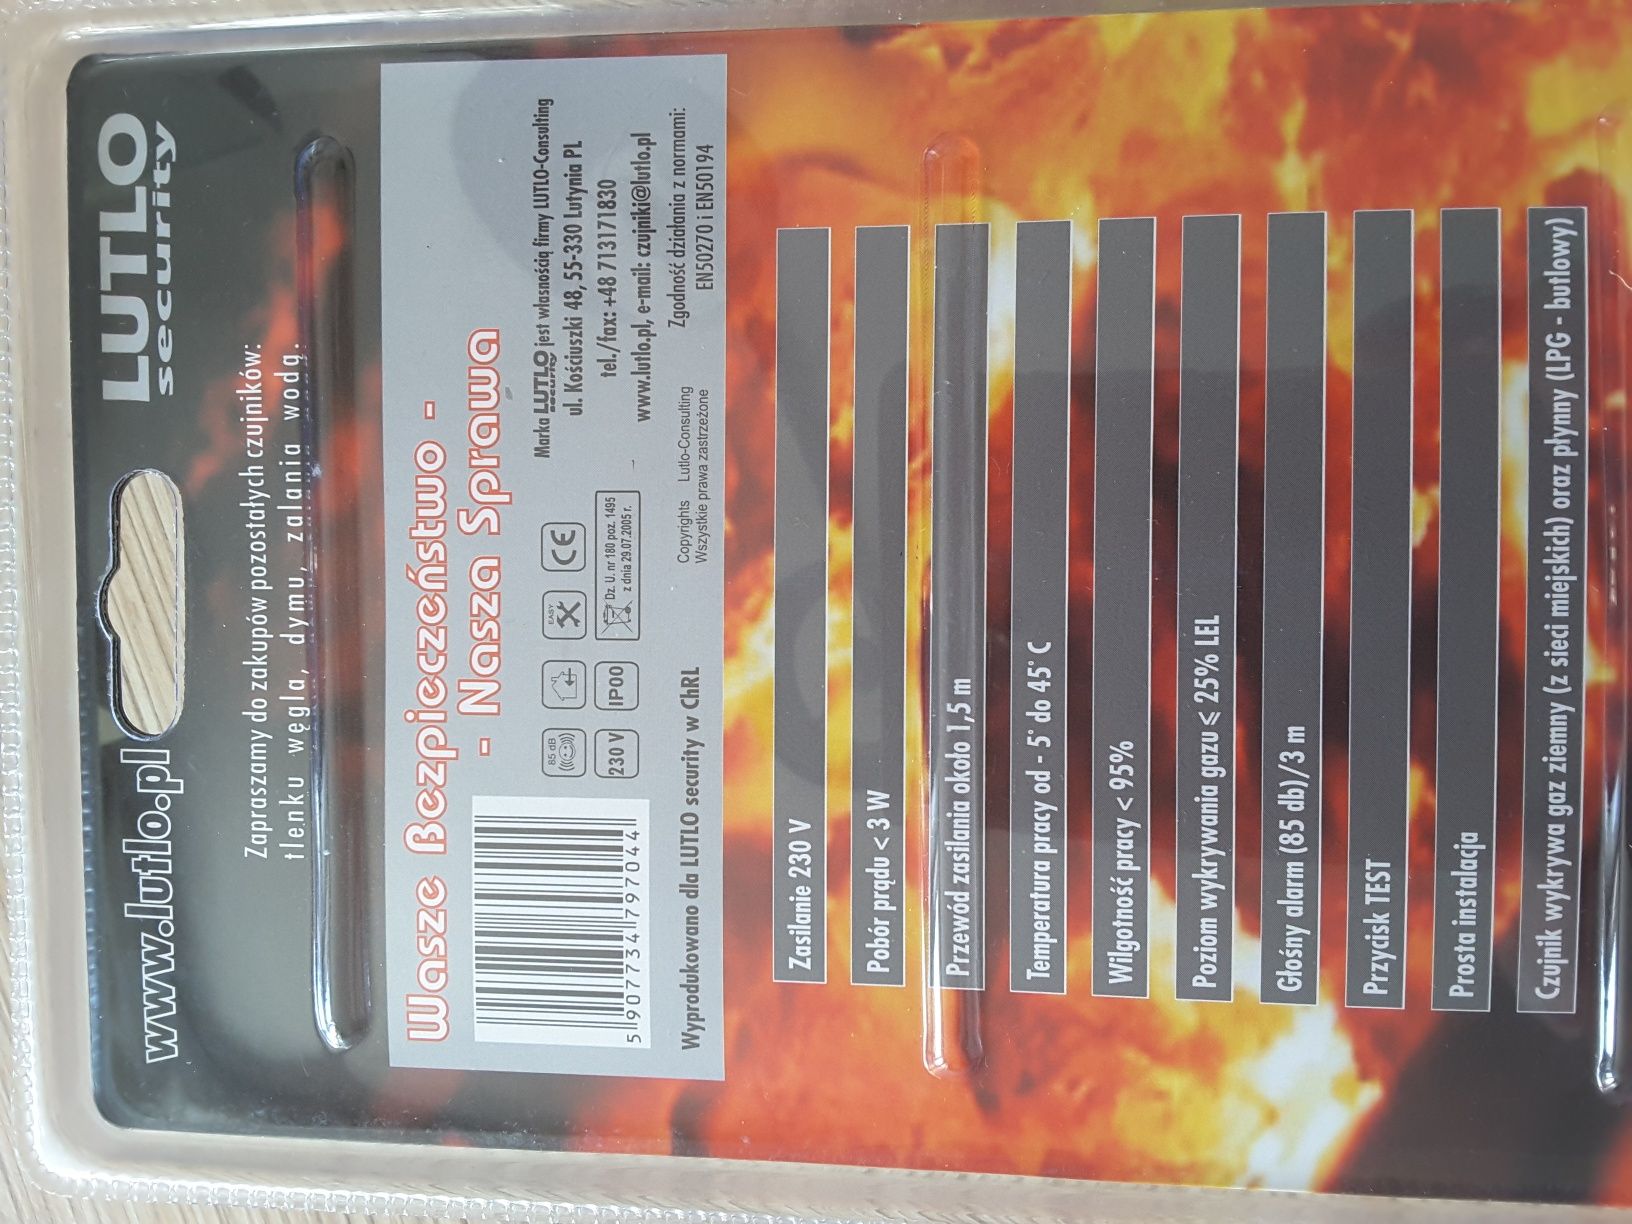 www.lutlo.pl
LUTLO
security
Zapraszamy do zakupów pozostałych czujników:
tlenku węgla, dymu, zalania wodą.
Wasze Bezpieczeństwo -
- Nasza Sprawa
5 907734 797044
85 dB
EASY
CE
230 V
IP00
Dz. U. nr 180 poz. 1495
z dnia 29.07.2005 r.
Marka LUTLO security jest własnością firmy LUTLO-Consulting
ul. Kościuszki 48, 55-330 Lutynia PL
tel./fax: +48 713171830
www.lutlo.pl, e-mail: czujniki@lutlo.pl
Wyprodukowano dla LUTLO security w ChRL
Copyrights Lutlo-Consulting
Wszystkie prawa zastrzeżone
Zgodność działania z normami:
EN50270 i EN50194
Zasilanie 230 V
Pobór prądu < 3 W
Przewód zasilania około 1,5 m
Temperatura pracy od - 5° do 45° C
Wilgotność pracy < 95%
Poziom wykrywania gazu ⩽ 25% LEL
Głośny alarm (85 db)/3 m
Przycisk TEST
Prosta instalacja
Czujnik wykrywa gaz ziemny (z sieci miejskich) oraz płynny (LPG - butlowy)